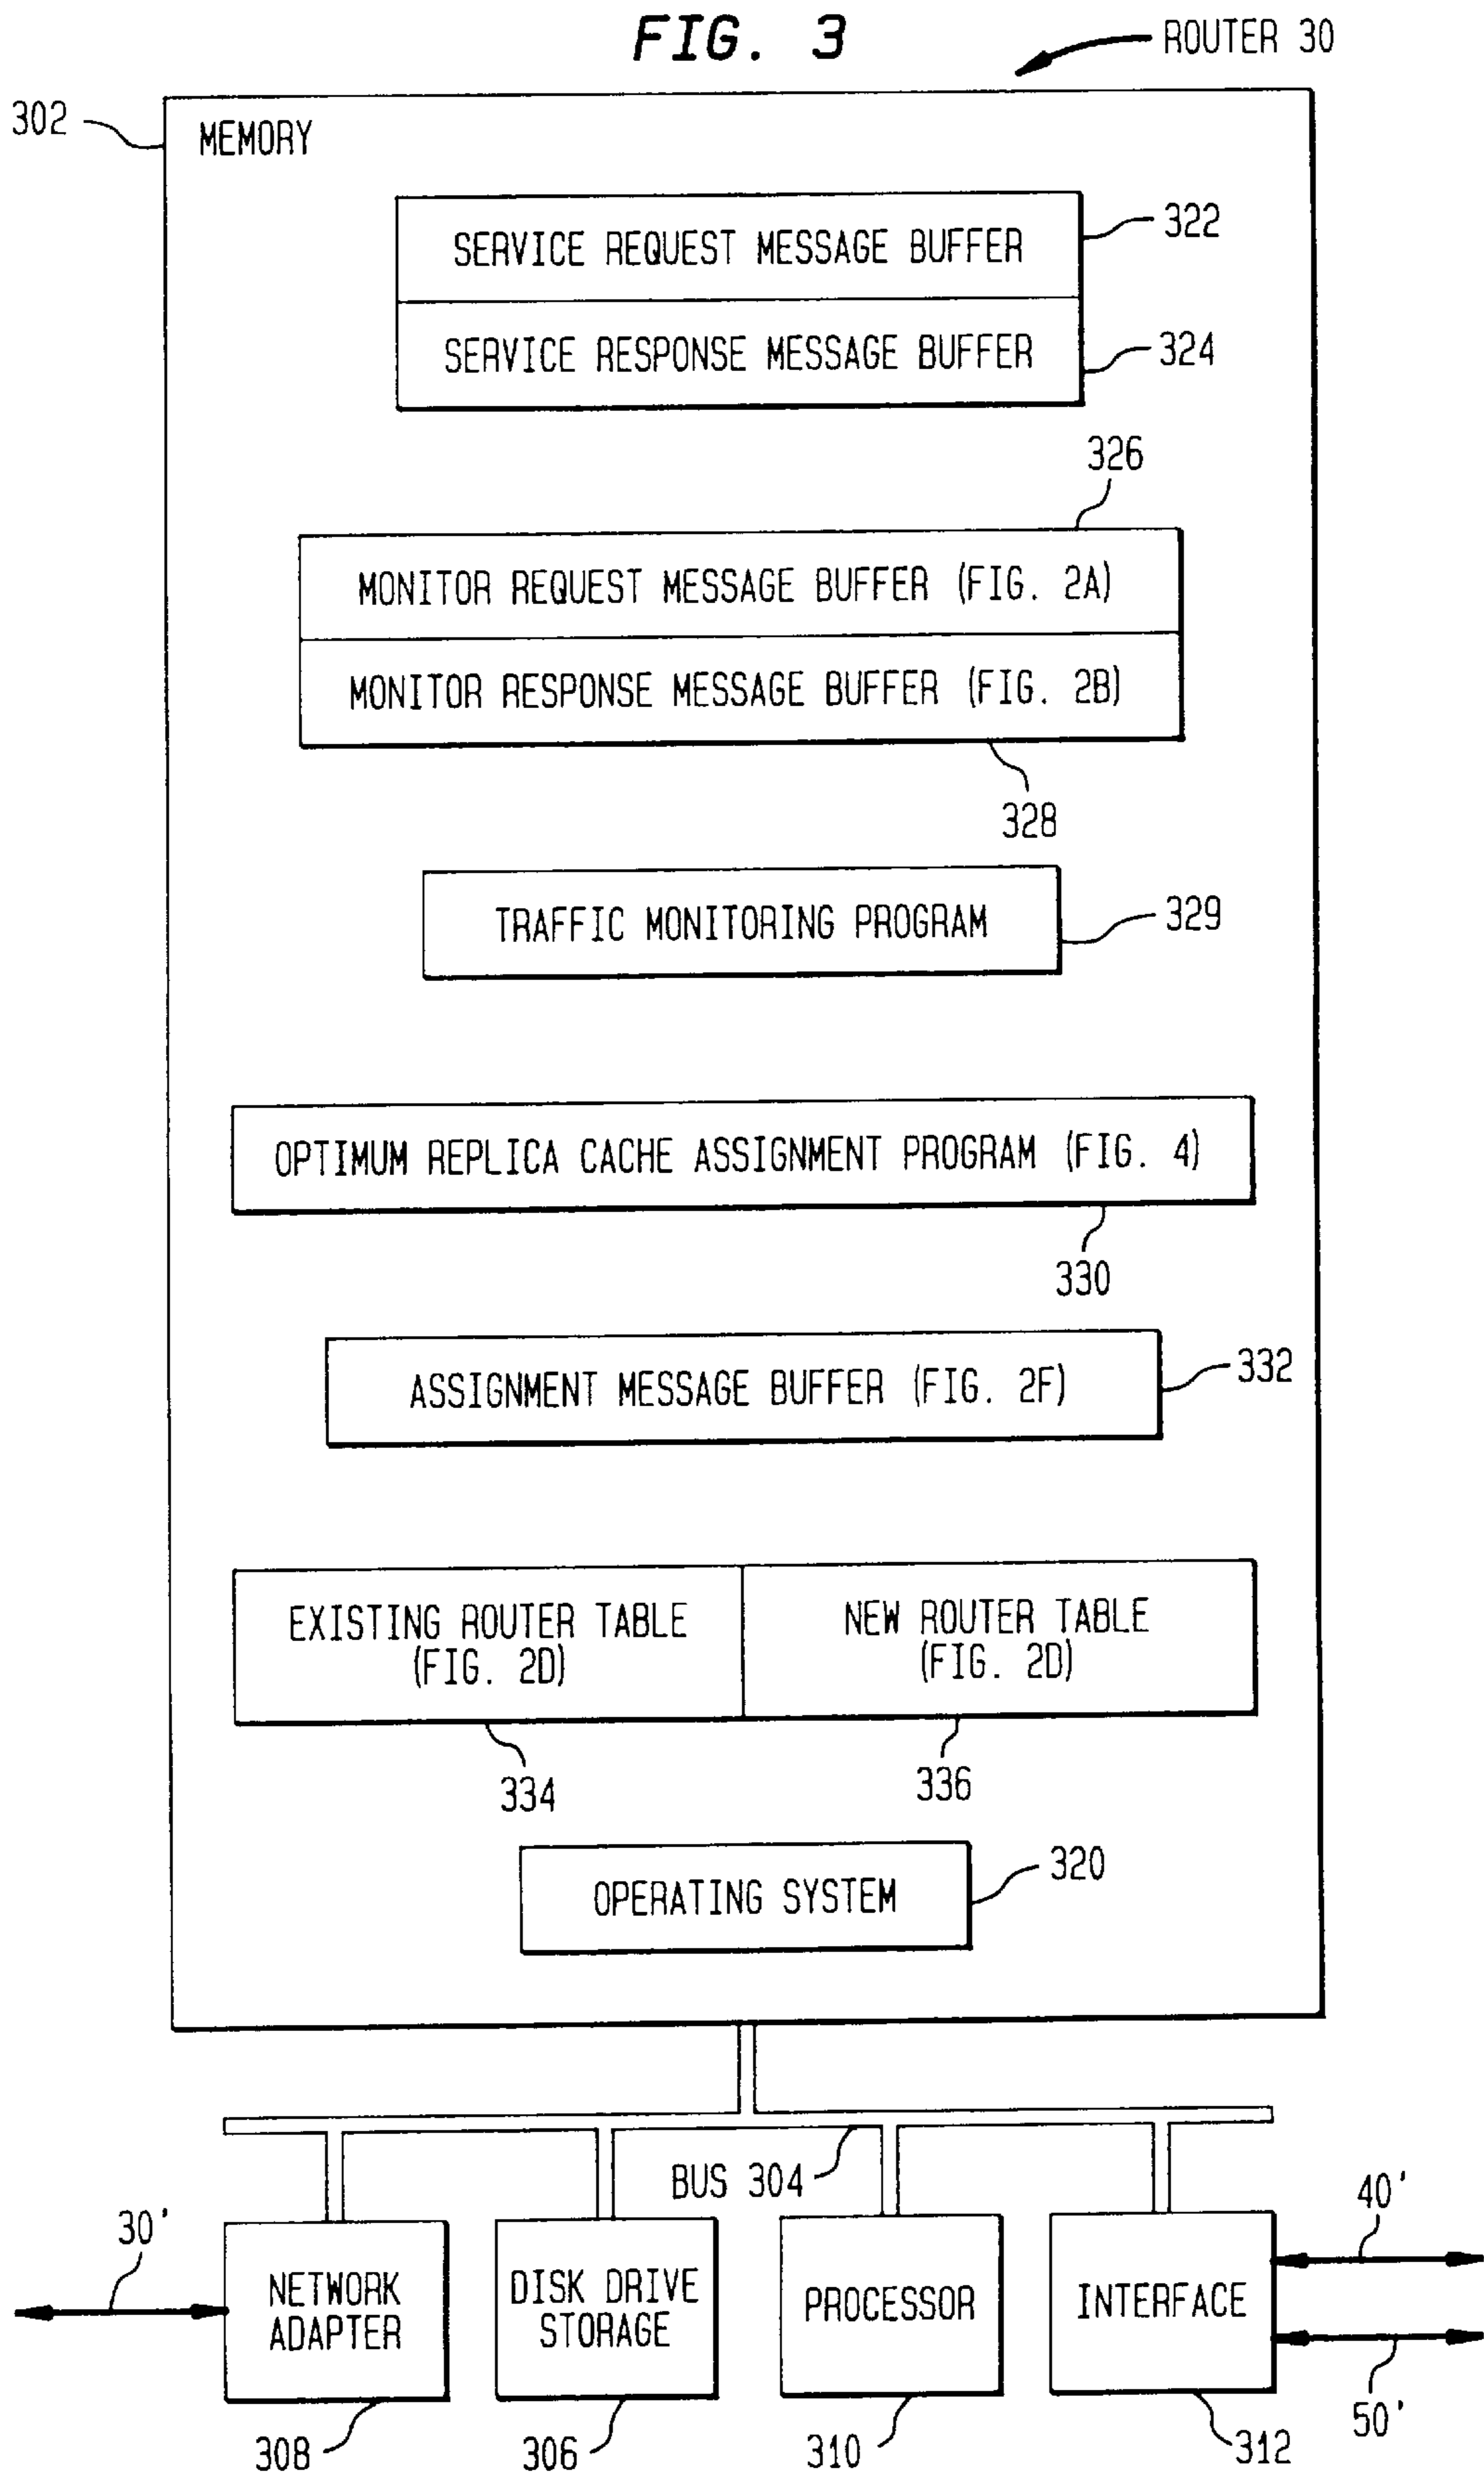 FIG. 3
ROUTER 30
302
MEMORY
SERVICE REQUEST MESSAGE BUFFER
322
SERVICE RESPONSE MESSAGE BUFFER
324
326
MONITOR REQUEST MESSAGE BUFFER (FIG. 2A)
MONITOR RESPONSE MESSAGE BUFFER (FIG. 2B)
328
TRAFFIC MONITORING PROGRAM
329
OPTIMUM REPLICA CACHE ASSIGNMENT PROGRAM (FIG. 4)
330
ASSIGNMENT MESSAGE BUFFER (FIG. 2F)
332
EXISTING ROUTER TABLE
(FIG. 2D)
NEW ROUTER TABLE
(FIG. 2D)
334
336
OPERATING SYSTEM
320
BUS 304
30'
40'
NETWORK
ADAPTER
DISK DRIVE
STORAGE
PROCESSOR
INTERFACE
50'
308
306
310
312